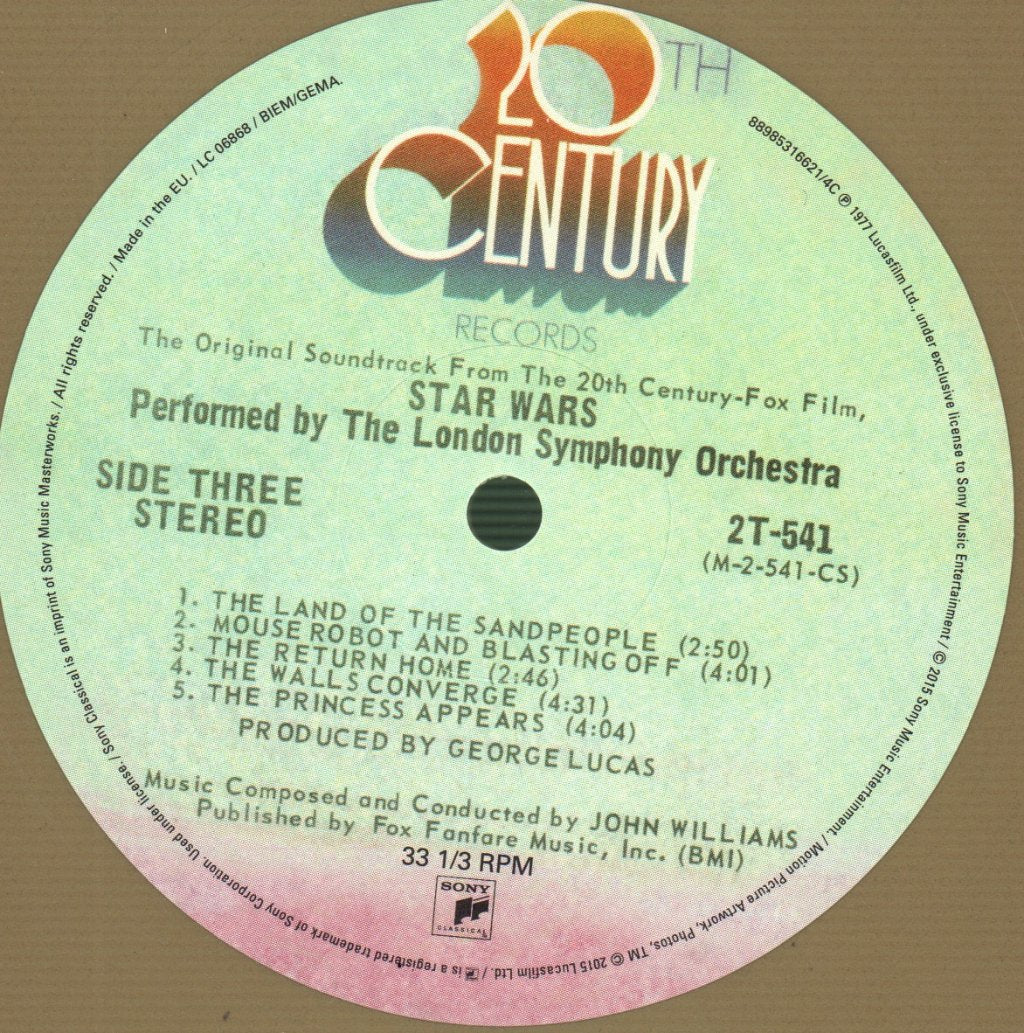 20TH
CENTURY
RECORDS
The Original Soundtrack From The 20th Century-Fox Film,
STAR WARS
Performed by The London Symphony Orchestra
SIDE THREE
STEREO
2T-541
(M-2-541-CS)
1. THE LAND OF THE SANDPEOPLE (2:50)
2. MOUSE ROBOT AND BLASTING OFF (4:01)
3. THE RETURN HOME (2:46)
4. THE WALLS CONVERGE (4:31)
5. THE PRINCESS APPEARS (4:04)
PRODUCED BY GEORGE LUCAS
Music Composed and Conducted by JOHN WILLIAMS
Published by Fox Fanfare Music, Inc. (BMI)
33 1/3 RPM
SONY
CLASSICAL
88985316621/4C ℗ 1977 Lucasfilm Ltd., under exclusive license to Sony Music Entertainment / © 2015 Sony Music Entertainment. / Motion Picture Artwork, Photos, TM © 2015 Lucasfilm Ltd. / is a registered trademark of Sony Corporation. Used under license. / Sony Classical is an imprint of Sony Music Masterworks. / All rights reserved. / Made in the EU. / LC 06868 / BIEM/GEMA.